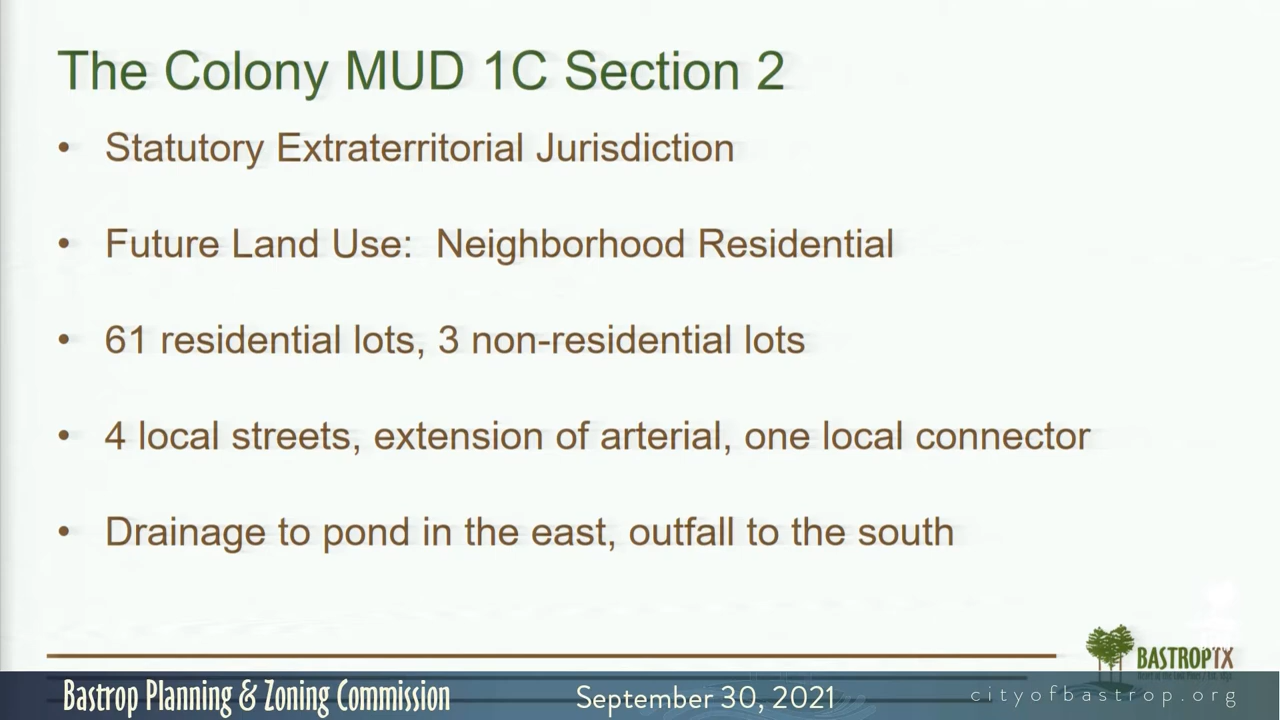 The Colony MUD 1C Section 2
• Statutory Extraterritorial Jurisdiction
• Future Land Use: Neighborhood Residential
• 61 residential lots, 3 non-residential lots
• 4 local streets, extension of arterial, one local connector
• Drainage to pond in the east, outfall to the south
BASTROPTX
Bastrop Planning & Zoning Commission
September 30, 2021
cityofbastrop.org